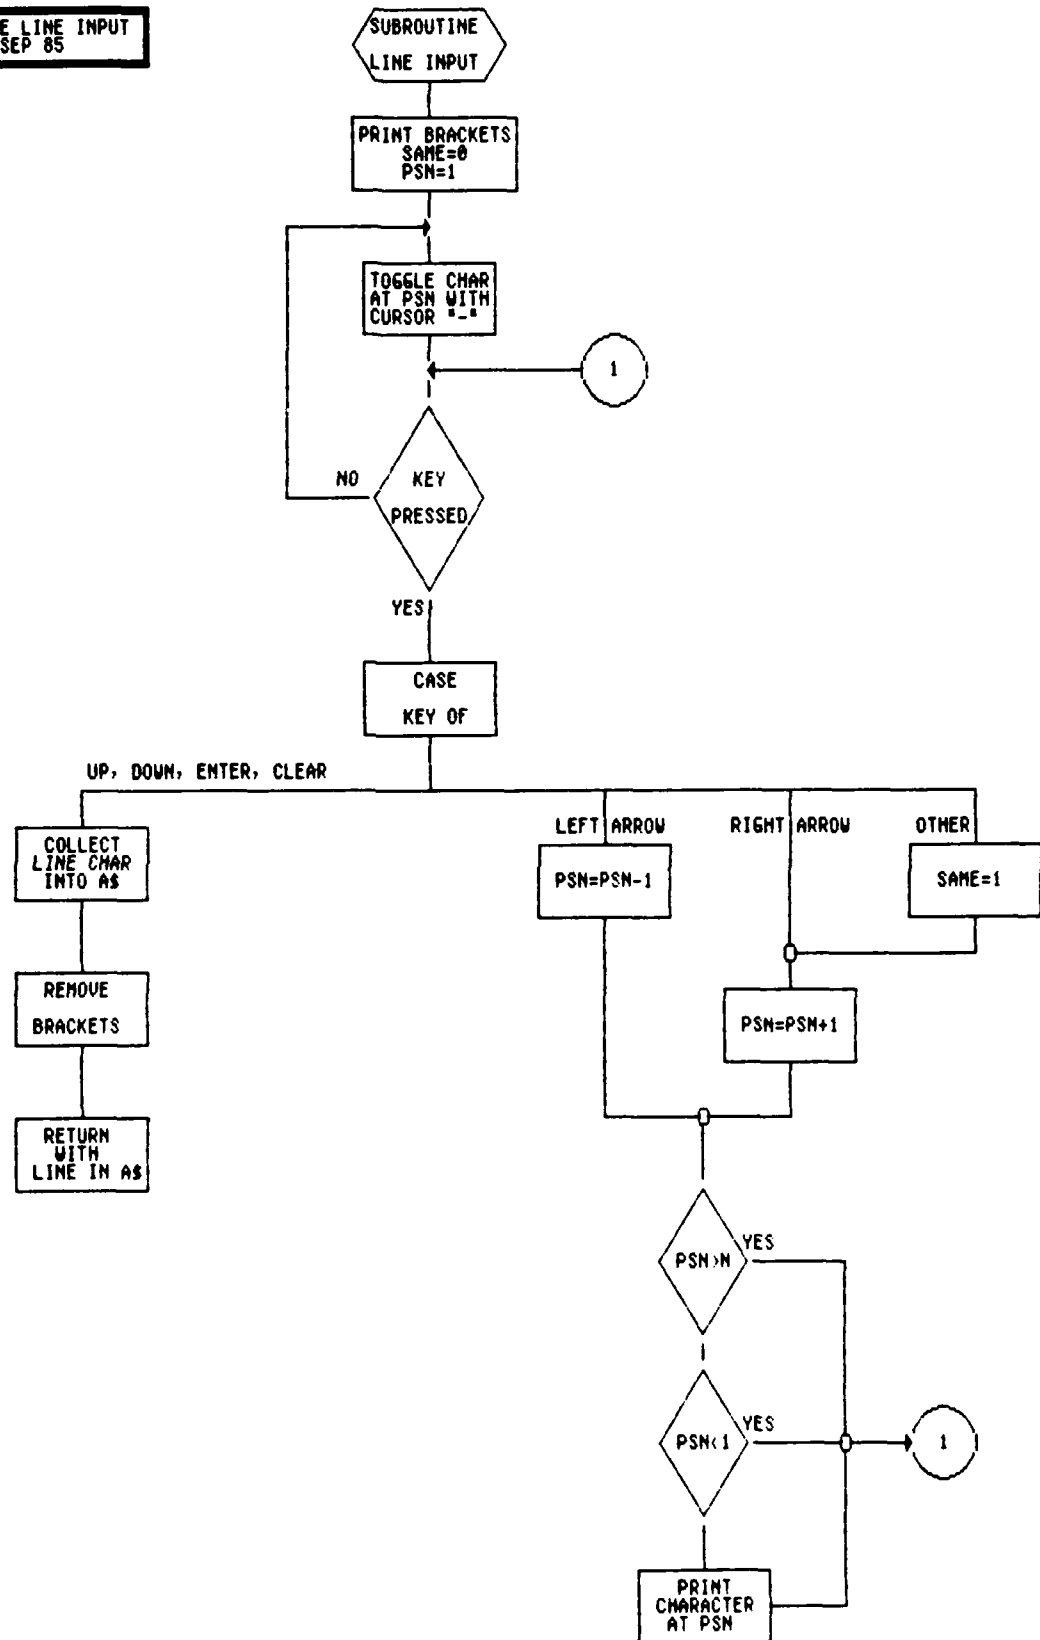 E LINE INPUT
SEP 85
SUBROUTINE
LINE INPUT
PRINT BRACKETS
SAME=0
PSN=1
TOGGLE CHAR
AT PSN WITH
CURSOR "-"
1
NO
KEY
PRESSED
YES
CASE
KEY OF
UP, DOWN, ENTER, CLEAR
LEFT ARROW
RIGHT ARROW
OTHER
COLLECT
LINE CHAR
INTO A$
PSN=PSN-1
SAME=1
REMOVE
BRACKETS
PSN=PSN+1
RETURN
WITH
LINE IN A$
PSN>N
YES
PSN<1
YES
1
PRINT
CHARACTER
AT PSN